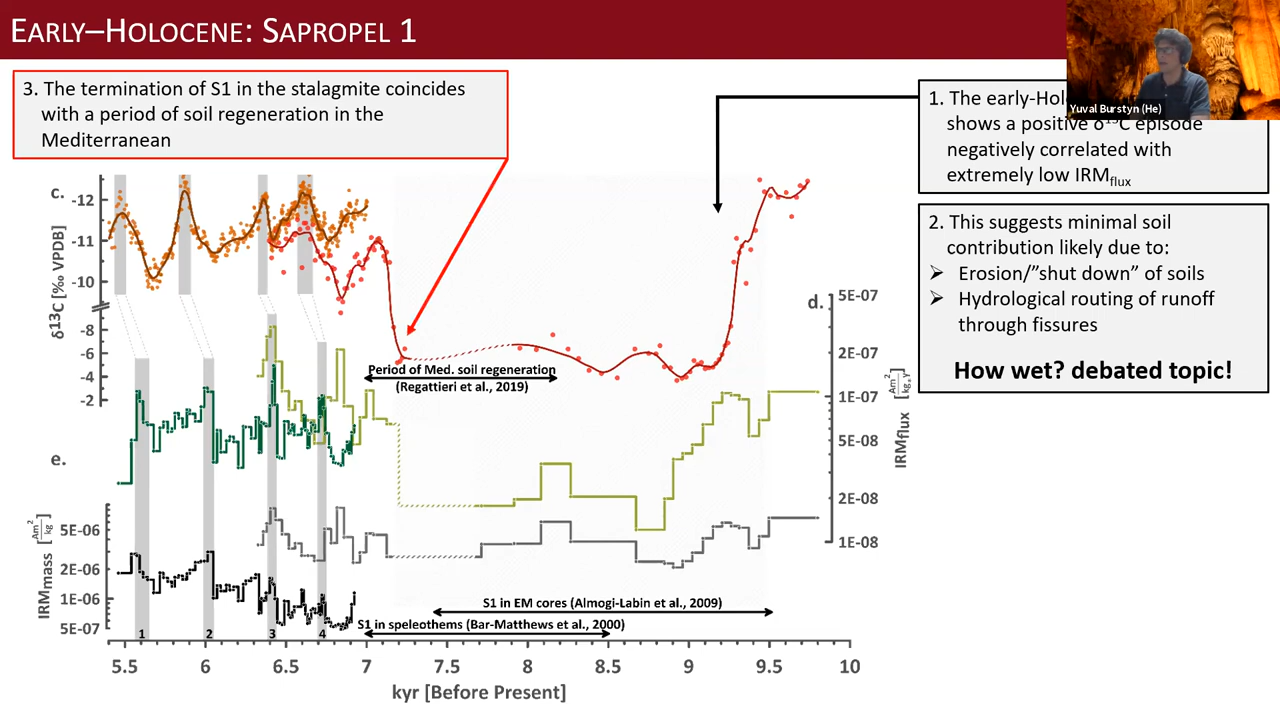 EARLY–HOLOCENE: SAPROPEL 1
Yuval Burstyn (He)
3. The termination of S1 in the stalagmite coincides
with a period of soil regeneration in the
Mediterranean
1. The early-Hol
shows a positive δ¹³C episode
negatively correlated with
extremely low IRMflux
2. This suggests minimal soil
contribution likely due to:
➢ Erosion/”shut down” of soils
➢ Hydrological routing of runoff
through fissures
How wet? debated topic!
c.
-12
-11
-10
-8
-6
-4
-2
δ13C [‰ VPDB]
d.
5E-07
2E-07
1E-07
5E-08
2E-08
1E-08
IRMflux [Am²/kg*Y]
Period of Med. soil regeneration
(Regattieri et al., 2019)
e.
5E-06
2E-06
1E-06
5E-07
IRMmass [Am²/kg]
S1 in EM cores (Almogi-Labin et al., 2009)
S1 in speleothems (Bar-Matthews et al., 2000)
1 2 3 4
5.5 6 6.5 7 7.5 8 8.5 9 9.5 10
kyr [Before Present]